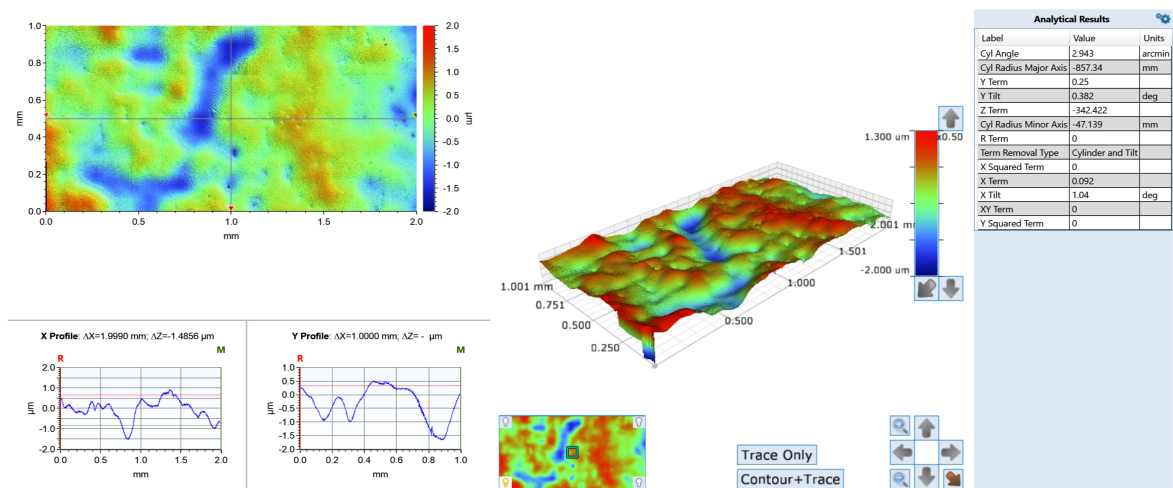 1.0
0.8
0.6
0.4
0.2
0.0
mm
0.0 0.5 1.0 1.5 2.0
mm
2.0
1.5
1.0
0.5
0.0
-0.5
-1.0
-1.5
-2.0
µm
X Profile: ΔX=1.9990 mm; ΔZ=-1.4856 µm
R M
2.0
1.0
0.0
-1.0
-2.0
µm
0.0 0.5 1.0 1.5 2.0
mm
Y Profile: ΔX=1.0000 mm; ΔZ= - µm
R M
1.0
0.5
0.0
-0.5
-1.0
-1.5
-2.0
µm
0.0 0.2 0.4 0.6 0.8 1.0
mm
1.300 um
x0.50
-2.000 um
2.001 mm
1.501
1.000
0.500
1.001 mm
0.751
0.500
0.250
Trace Only
Contour+Trace
Analytical Results
Label Value Units
Cyl Angle 2.943 arcmin
Cyl Radius Major Axis -857.34 mm
Y Term 0.25
Y Tilt 0.382 deg
Z Term -342.422
Cyl Radius Minor Axis -47.139 mm
R Term 0
Term Removal Type Cylinder and Tilt
X Squared Term 0
X Term 0.092
X Tilt 1.04 deg
XY Term 0
Y Squared Term 0